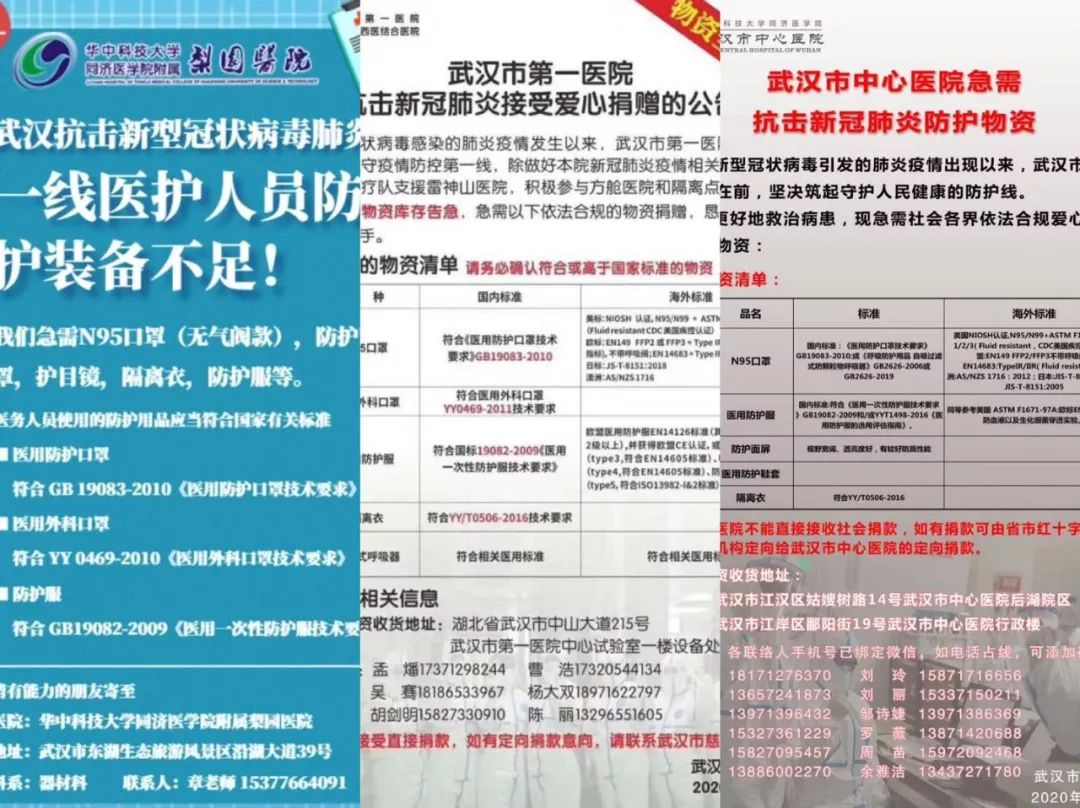 华中科技大学
同济医学院附属
梨園醫院
武汉抗击新型冠状病毒肺炎
一线医护人员防
护装备不足！
我们急需N95口罩（无气阀款），防护
罩，护目镜，隔离衣，防护服等。
医务人员使用的防护用品应当符合国家有关标准
■ 医用防护口罩
符合 GB 19083-2010《医用防护口罩技术要求》
■ 医用外科口罩
符合 YY 0469-2010《医用外科口罩技术要求》
■ 防护服
符合 GB19082-2009《医用一次性防护服技术要
请有能力的朋友寄至
医院：华中科技大学同济医学院附属梨园医院
地址：武汉市东湖生态旅游风景区沿湖大道39号
科系：器材科 联系人：章老师 15377664091
第一医院
西医结合医院
物资
武汉市第一医院
抗击新冠肺炎接受爱心捐赠的公告
状病毒感染的肺炎疫情发生以来，武汉市第一医院
守疫情防控第一线，除做好本院新冠肺炎疫情相关
疗队支援雷神山医院，积极参与方舱医院和隔离点
物资库存告急，急需以下依法合规的物资捐赠，恳
手。
的物资清单 请务必确认符合或高于国家标准的物资
种 国内标准 海外标准
5口罩 符合《医用防护口罩技术
要求》GB19083-2010
美标：NIOSH 认证，N95/N99 + ASTM
(Fluid resistant CDC 美国疾控认证)
欧标：EN149 FFP2 或 FFP3 + Type II
指标)，不带呼吸阀；EN 14683 + Type II
日标：JIS-T-8151：2018
澳洲：AS/NZS 1716
外科口罩 符合医用外科口罩
YY0469-2011技术要求
防护服 符合国标19082-2009《医用
一次性防护服技术要求》
欧盟医用防护服EN14126标准（其
2级以上），并获得欧盟CE认证，或
(type3,符合EN14605标准)、
(type4,符合EN14605标准)、防
(type5, 符合ISO13982-1&2标准)
离衣 符合YY/T0506-2016技术要求
式呼吸器 符合相关医用标准 符合相关医用标
相关信息
资收货地址：湖北省武汉市中山大道215号
武汉市第一医院中心试验室一楼设备处
：孟 燔17371298244 曹 浩17320544134
吴 骞18186533967 杨大双18971622797
胡剑明15827330910 陈 丽13296551605
接受直接捐款，如有定向捐款意向，请联系武汉市慈
武汉
202
科技大学同济医学院
汉市中心医院
CENTRAL HOSPITAL OF WUHAN
武汉市中心医院急需
抗击新冠肺炎防护物资
新型冠状病毒引发的肺炎疫情出现以来，武汉市
在前，坚决筑起守护人民健康的防护线。
更好地救治病患，现急需社会各界依法合规爱心
物资：
资清单：
品名 标准 海外标准
N95口罩 国内标准：《医用防护口罩技术要求》
GB19083-2010;或《呼吸防护用品 自吸过滤
式防颗粒物呼吸器》GB2626-2006或
GB2626-2019
美国NIOSH认证,N95/N99+ASTM F
1/2/3( Fluid resistant，CDC美国疾控
盟:EN149 FFP2/FFP3不带呼吸阀
EN14683:TypeIR/IIR( Fluid resist
洲:AS/NZS 1716：2012；日本:JIS-T-8
JIS-T-8151:2005
医用防护服 国内标准:符合《医用一次性防护服技术要求
》GB19082-2009和/或YYT1498-2016《医
用防护服的选用评估指南》。
同等参考美国 ASTM F1671-97A:欧标E
防血液以及生化细菌穿透实验
防护面屏 视野宽阔、透亮度好，有较好防溅性能
医用防护鞋套
隔离衣 符合YY/T0506-2016
医院不能直接接收社会捐款，如有捐款可由省市红十字
机构定向给武汉市中心医院的定向捐款。
资收货地址：
武汉市江汉区姑嫂树路14号武汉市中心医院后湖院区
武汉市江岸区鄱阳街19号武汉市中心医院行政楼
各联络人手机号已绑定微信，如电话占线，可添加
18171276370 刘 玲 15871716656
13657241873 刘 丽 15337150211
13971396432 邹诗婕 13971386369
15327361229 罗 薇 13871420688
15827095457 周 苗 15972092468
13886002270 余雅洁 13437271780
武汉市
2020年